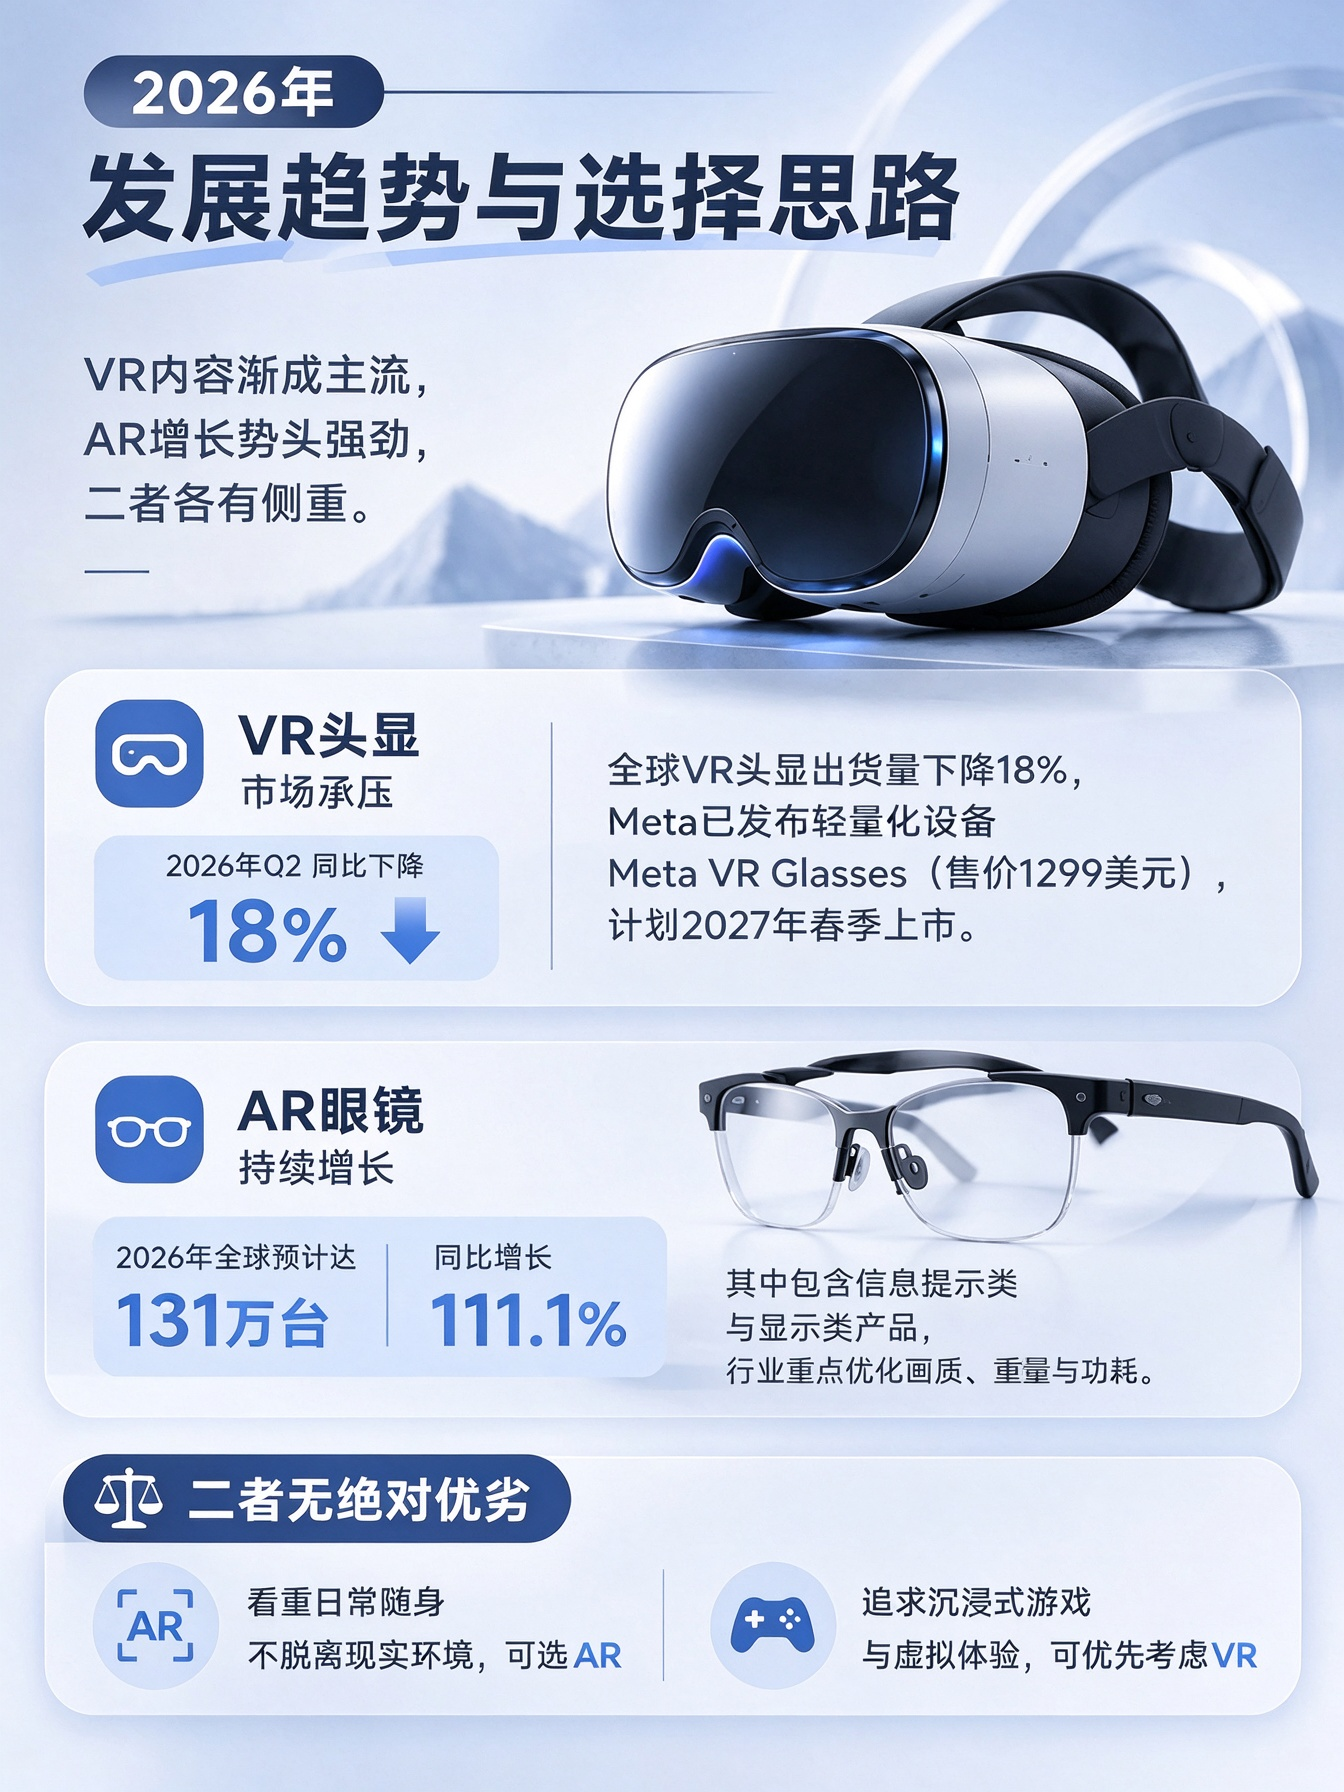 2026年
发展趋势与选择思路
VR内容渐成主流，
AR增长势头强劲，
二者各有侧重。
VR头显
市场承压
2026年Q2 同比下降
18%
全球VR头显出货量下降18%，
Meta已发布轻量化设备
Meta VR Glasses（售价1299美元），
计划2027年春季上市。
AR眼镜
持续增长
2026年全球预计达
131万台
同比增长
111.1%
其中包含信息提示类
与显示类产品，
行业重点优化画质、重量与功耗。
二者无绝对优劣
AR
看重日常随身
不脱离现实环境，可选AR
追求沉浸式游戏
与虚拟体验，可优先考虑VR